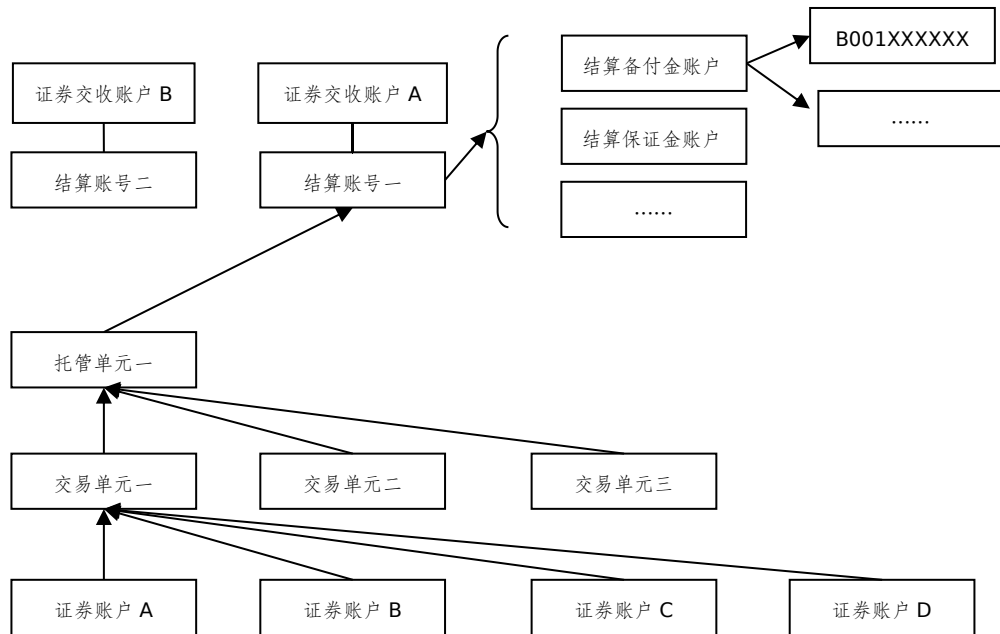 B001XXXXXX
结算备付金账户
证券交收账户 B
证券交收账户 A
……
结算保证金账户
结算账号二
结算账号一
……
托管单元一
交易单元一
交易单元二
交易单元三
证券账户 A
证券账户 B
证券账户 C
证券账户 D